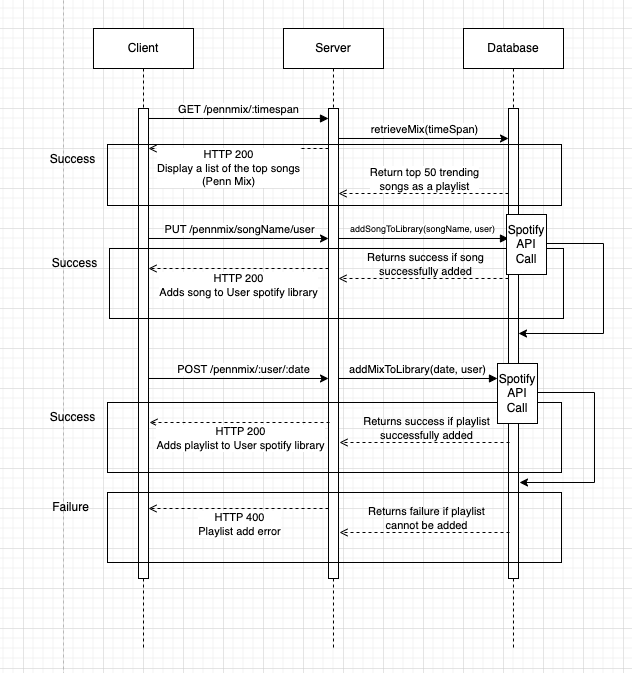 Client
Server
Database
GET /pennmix/:timespan
retrieveMix(timeSpan)
Success
HTTP 200
Display a list of the top songs
(Penn Mix)
Return top 50 trending
songs as a playlist
PUT /pennmix/songName/user
addSongToLibrary(songName, user)
Spotify
API
Call
Success
Returns success if song
successfully added
HTTP 200
Adds song to User spotify library
POST /pennmix/:user/:date
addMixToLibrary(date, user)
Spotify
API
Call
Success
Returns success if playlist
successfully added
HTTP 200
Adds playlist to User spotify library
Failure
Returns failure if playlist
cannot be added
HTTP 400
Playlist add error